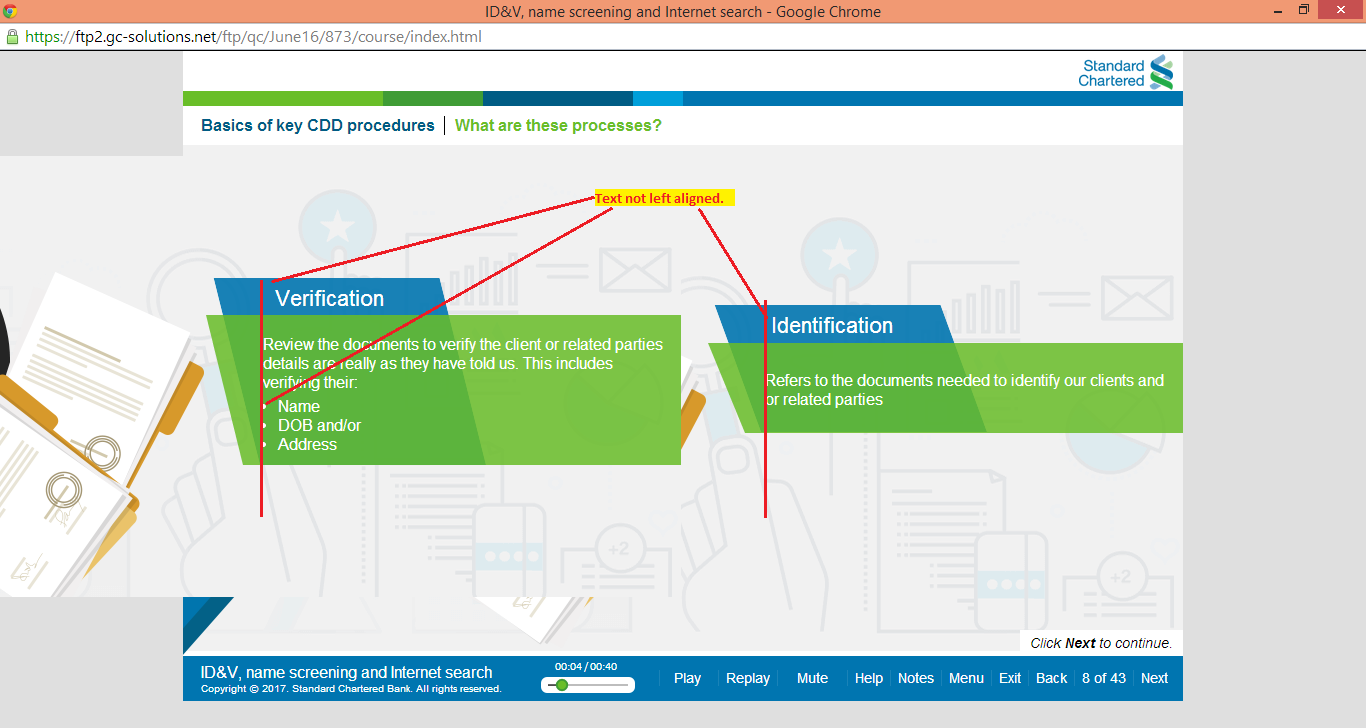 ID&V, name screening and Internet search - Google Chrome
https://ftp2.gc-solutions.net/ftp/qc/June16/873/course/index.html
Standard
Chartered
Basics of key CDD procedures | What are these processes?
Text not left aligned.
Verification
Review the documents to verify the client or related parties
details are really as they have told us. This includes
verifying their:
• Name
• DOB and/or
• Address
Identification
Refers to the documents needed to identify our clients and
or related parties
+2
+2
Click Next to continue.
ID&V, name screening and Internet search
Copyright © 2017. Standard Chartered Bank. All rights reserved.
00:04 / 00:40
Play Replay Mute Help Notes Menu Exit Back 8 of 43 Next